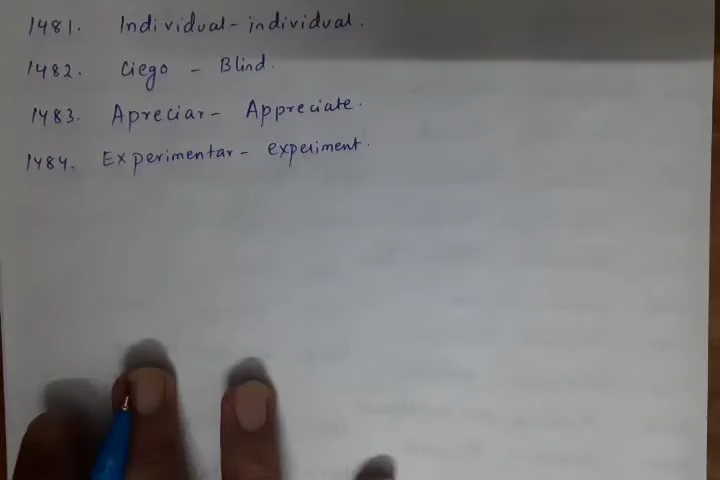 1481. Individual - individual.
1482. Ciego - Blind.
1483. Apreciar - Appreciate.
1484. Experimentar - experiment.